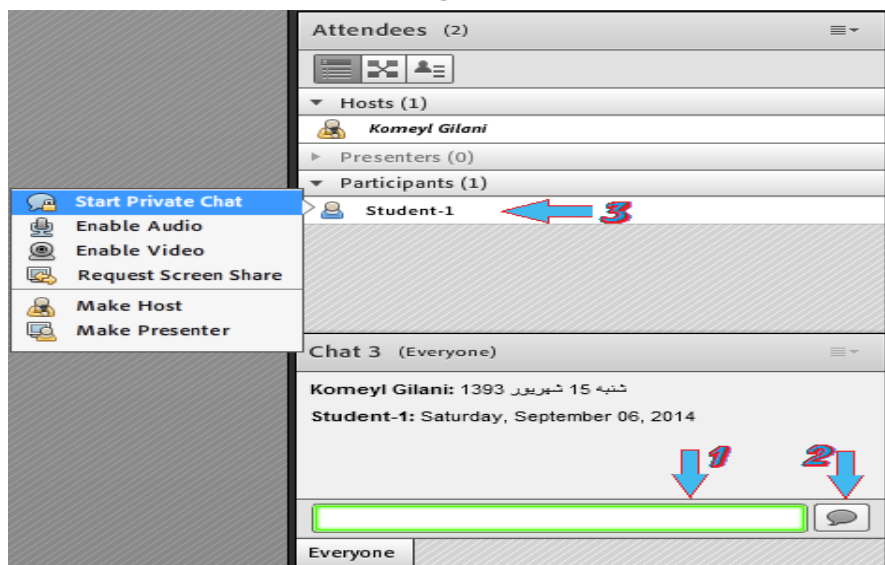 Attendees (2)
Hosts (1)
Komeyl Gilani
Presenters (0)
Participants (1)
Student-1
3
Start Private Chat
Enable Audio
Enable Video
Request Screen Share
Make Host
Make Presenter
Chat 3 (Everyone)
Komeyl Gilani: شنبه 15 شهریور 1393
Student-1: Saturday, September 06, 2014
1 2
Everyone